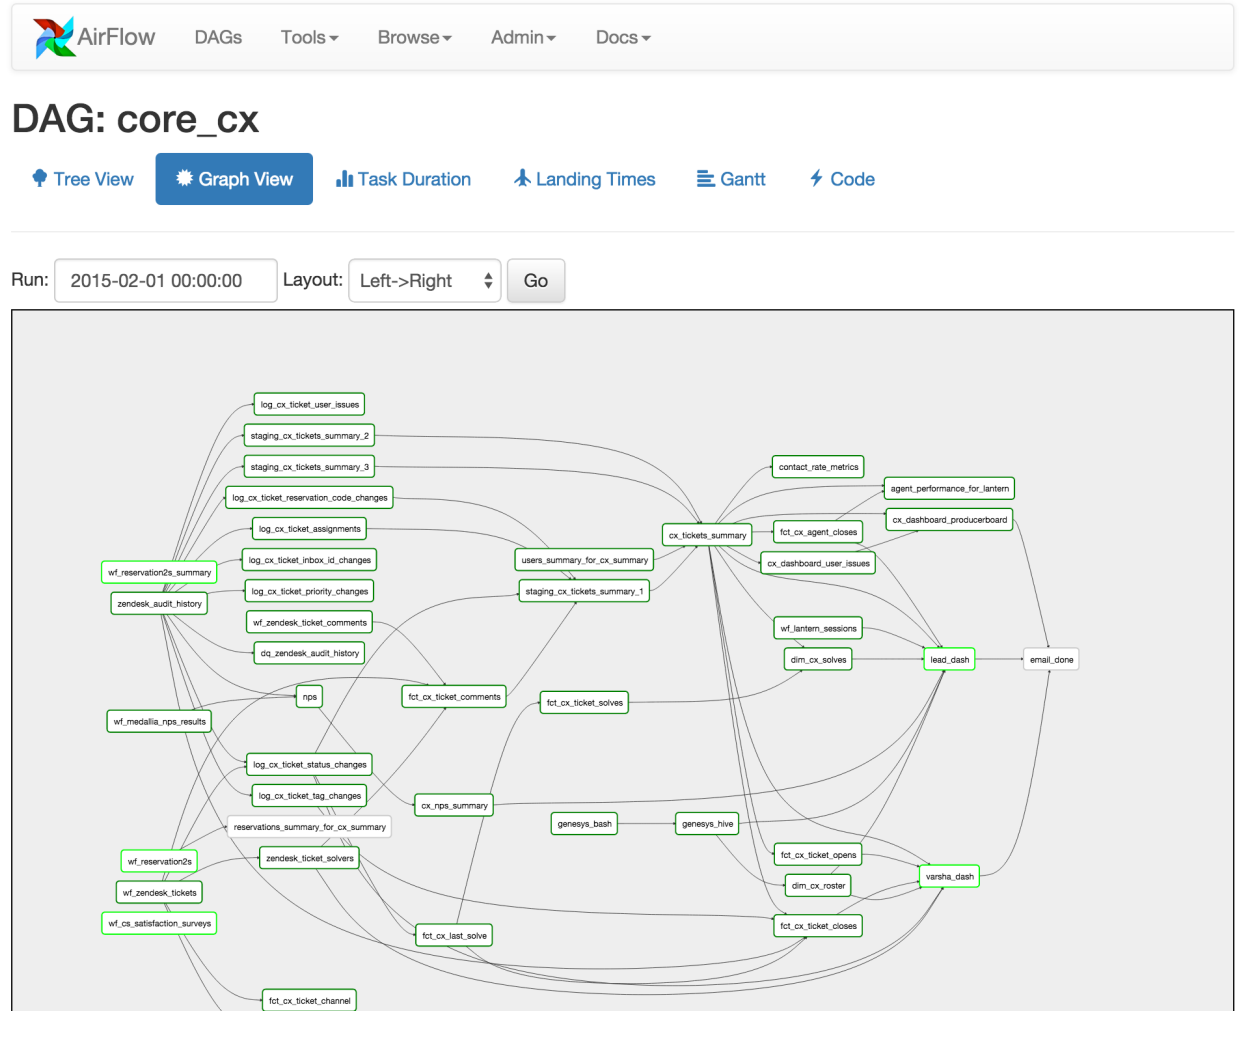 AirFlow DAGs Tools Browse Admin Docs
DAG: core_cx
Tree View Graph View Task Duration Landing Times Gantt Code
Run: 2015-02-01 00:00:00 Layout: Left->Right Go
log_cx_ticket_user_issues
staging_cx_tickets_summary_2
staging_cx_tickets_summary_3
contact_rate_metrics
agent_performance_for_lantern
log_cx_ticket_reservation_code_changes
cx_dashboard_producerboard
log_cx_ticket_assignments
fct_cx_agent_closes
cx_tickets_summary
log_cx_ticket_inbox_id_changes
users_summary_for_cx_summary
cx_dashboard_user_issues
wf_reservation2s_summary
log_cx_ticket_priority_changes
staging_cx_tickets_summary_1
zendesk_audit_history
wf_zendesk_ticket_comments
wf_lantern_sessions
dq_zendesk_audit_history
dim_cx_solves
lead_dash
email_done
nps
fct_cx_ticket_comments
fct_cx_ticket_solves
wf_medallia_nps_results
log_cx_ticket_status_changes
log_cx_ticket_tag_changes
cx_nps_summary
reservations_summary_for_cx_summary
genesys_bash
genesys_hive
wf_reservation2s
zendesk_ticket_solvers
fct_cx_ticket_opens
varsha_dash
wf_zendesk_tickets
dim_cx_roster
wf_cs_satisfaction_surveys
fct_cx_ticket_closes
fct_cx_last_solve
fct_cx_ticket_channel